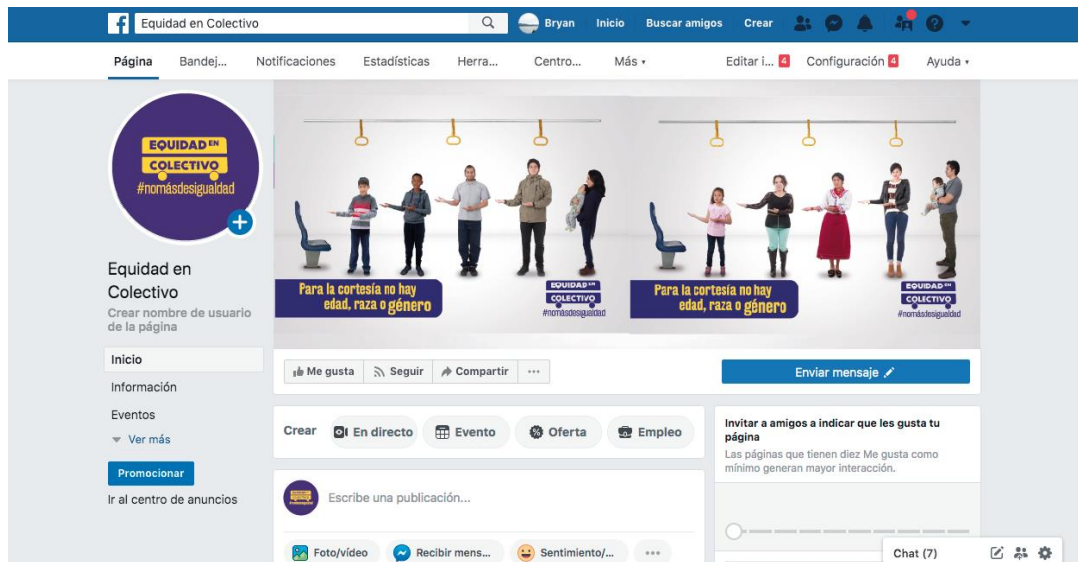 Equidad en Colectivo
Bryan Inicio Buscar amigos Crear
Página Bandej... Notificaciones Estadísticas Herra... Centro... Más Editar i... 4 Configuración 4 Ayuda
EQUIDAD EN
COLECTIVO
#nomásdesigualdad
Equidad en
Colectivo
Crear nombre de usuario
de la página
Inicio
Información
Eventos
Ver más
Promocionar
Ir al centro de anuncios
Para la cortesía no hay
edad, raza o género
EQUIDAD EN
COLECTIVO
#nomásdesigualdad
Para la cortesía no hay
edad, raza o género
EQUIDAD EN
COLECTIVO
#nomásdesigualdad
Me gusta Seguir Compartir ...
Enviar mensaje
Crear En directo Evento Oferta Empleo
Escribe una publicación...
Foto/vídeo Recibir mens... Sentimiento/... ...
Invitar a amigos a indicar que les gusta tu
página
Las páginas que tienen diez Me gusta como
mínimo generan mayor interacción.
Chat (7)